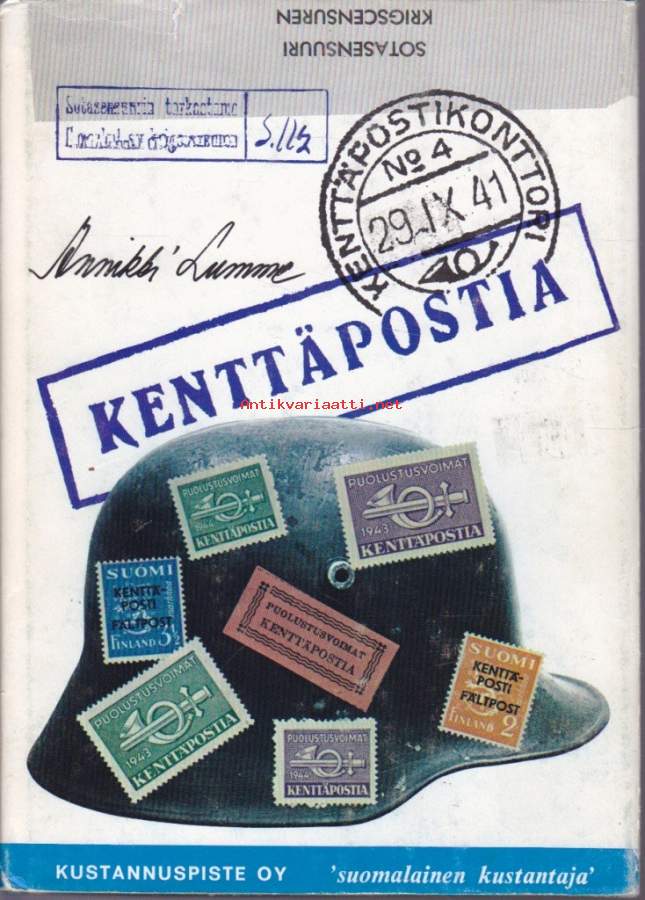 KRIGSCENSUREN
SOTASENSUURI
Sotasensuurin tarkastama
KENTTÄPOSTIKONTTORI
No 4
29.IX 41
Annikki Lumme
KENTTÄPOSTIA
Antikvariaatti.net
PUOLUSTUSVOIMAT
1944
KENTTÄPOSTIA
PUOLUSTUSVOIMAT
1943
KENTTÄPOSTIA
SUOMI
KENTTÄ-
POSTI
FÄLTPOST
FINLAND 3½
PUOLUSTUSVOIMAT
KENTTÄPOSTIA
SUOMI
KENTTÄ-
POSTI
FÄLTPOST
FINLAND 2
PUOLUSTUSVOIMAT
1943
KENTTÄPOSTIA
PUOLUSTUSVOIMAT
1944
KENTTÄPOSTIA
KUSTANNUSPISTE OY 'suomalainen kustantaja'